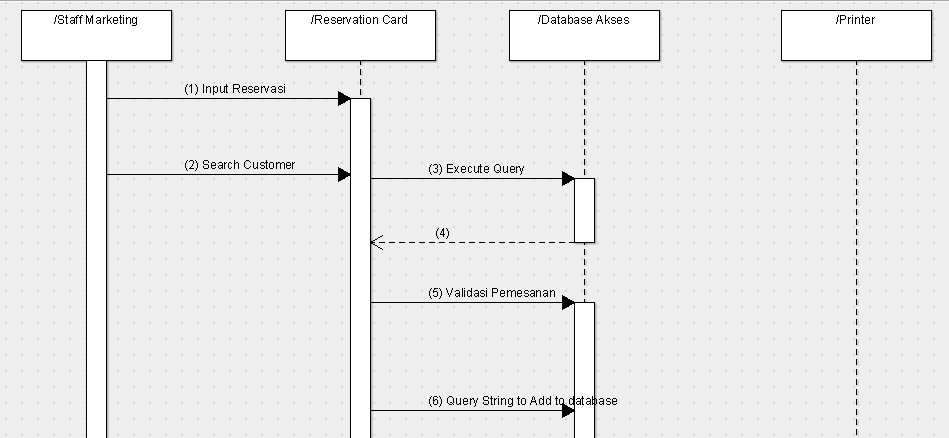 /Staff Marketing
/Reservation Card
/Database Akses
/Printer
(1) Input Reservasi
(2) Search Customer
(3) Execute Query
(4)
(5) Validasi Pemesanan
(6) Query String to Add to database